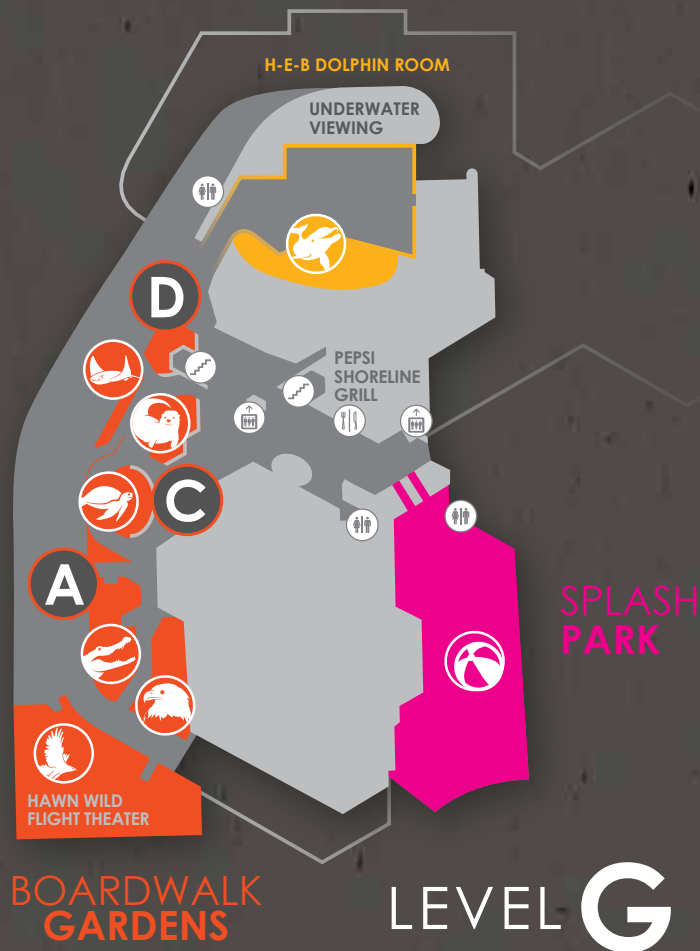 H-E-B DOLPHIN ROOM
UNDERWATER
VIEWING
D
PEPSI
SHORELINE
GRILL
C
A
SPLASH
PARK
HAWN WILD
FLIGHT THEATER
BOARDWALK
GARDENS
LEVEL G